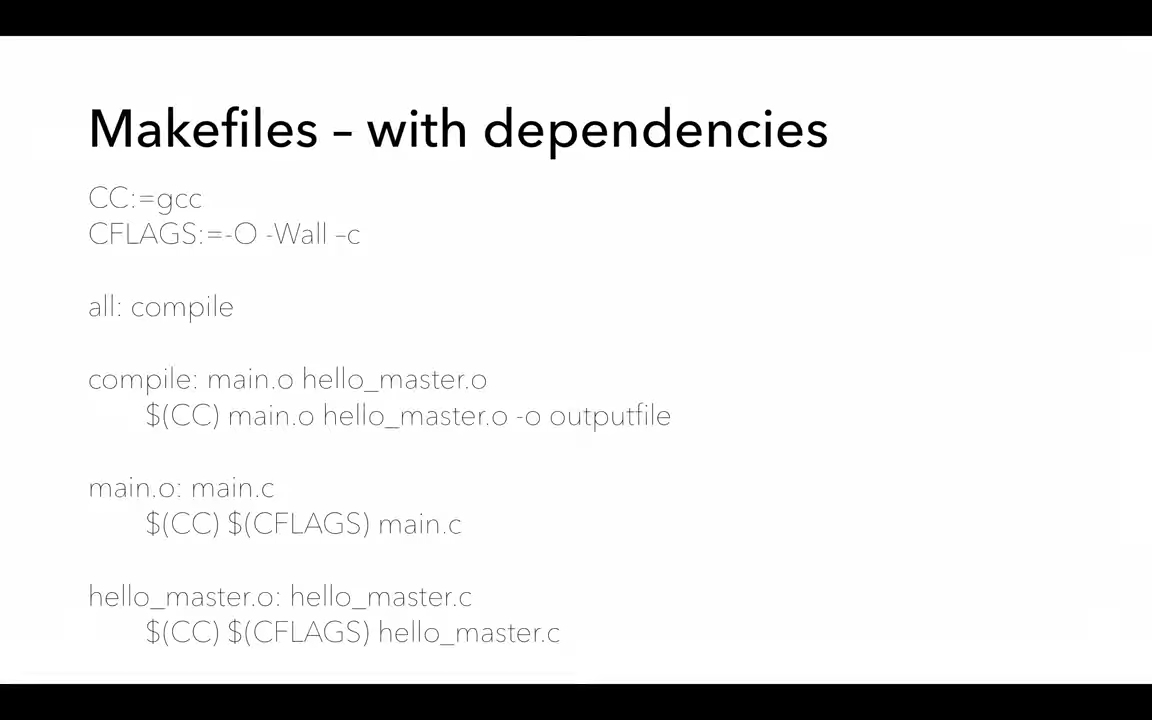 Makefiles – with dependencies
CC:=gcc
CFLAGS:=-O -Wall –c
all: compile
compile: main.o hello_master.o
$(CC) main.o hello_master.o -o outputfile
main.o: main.c
$(CC) $(CFLAGS) main.c
hello_master.o: hello_master.c
$(CC) $(CFLAGS) hello_master.c